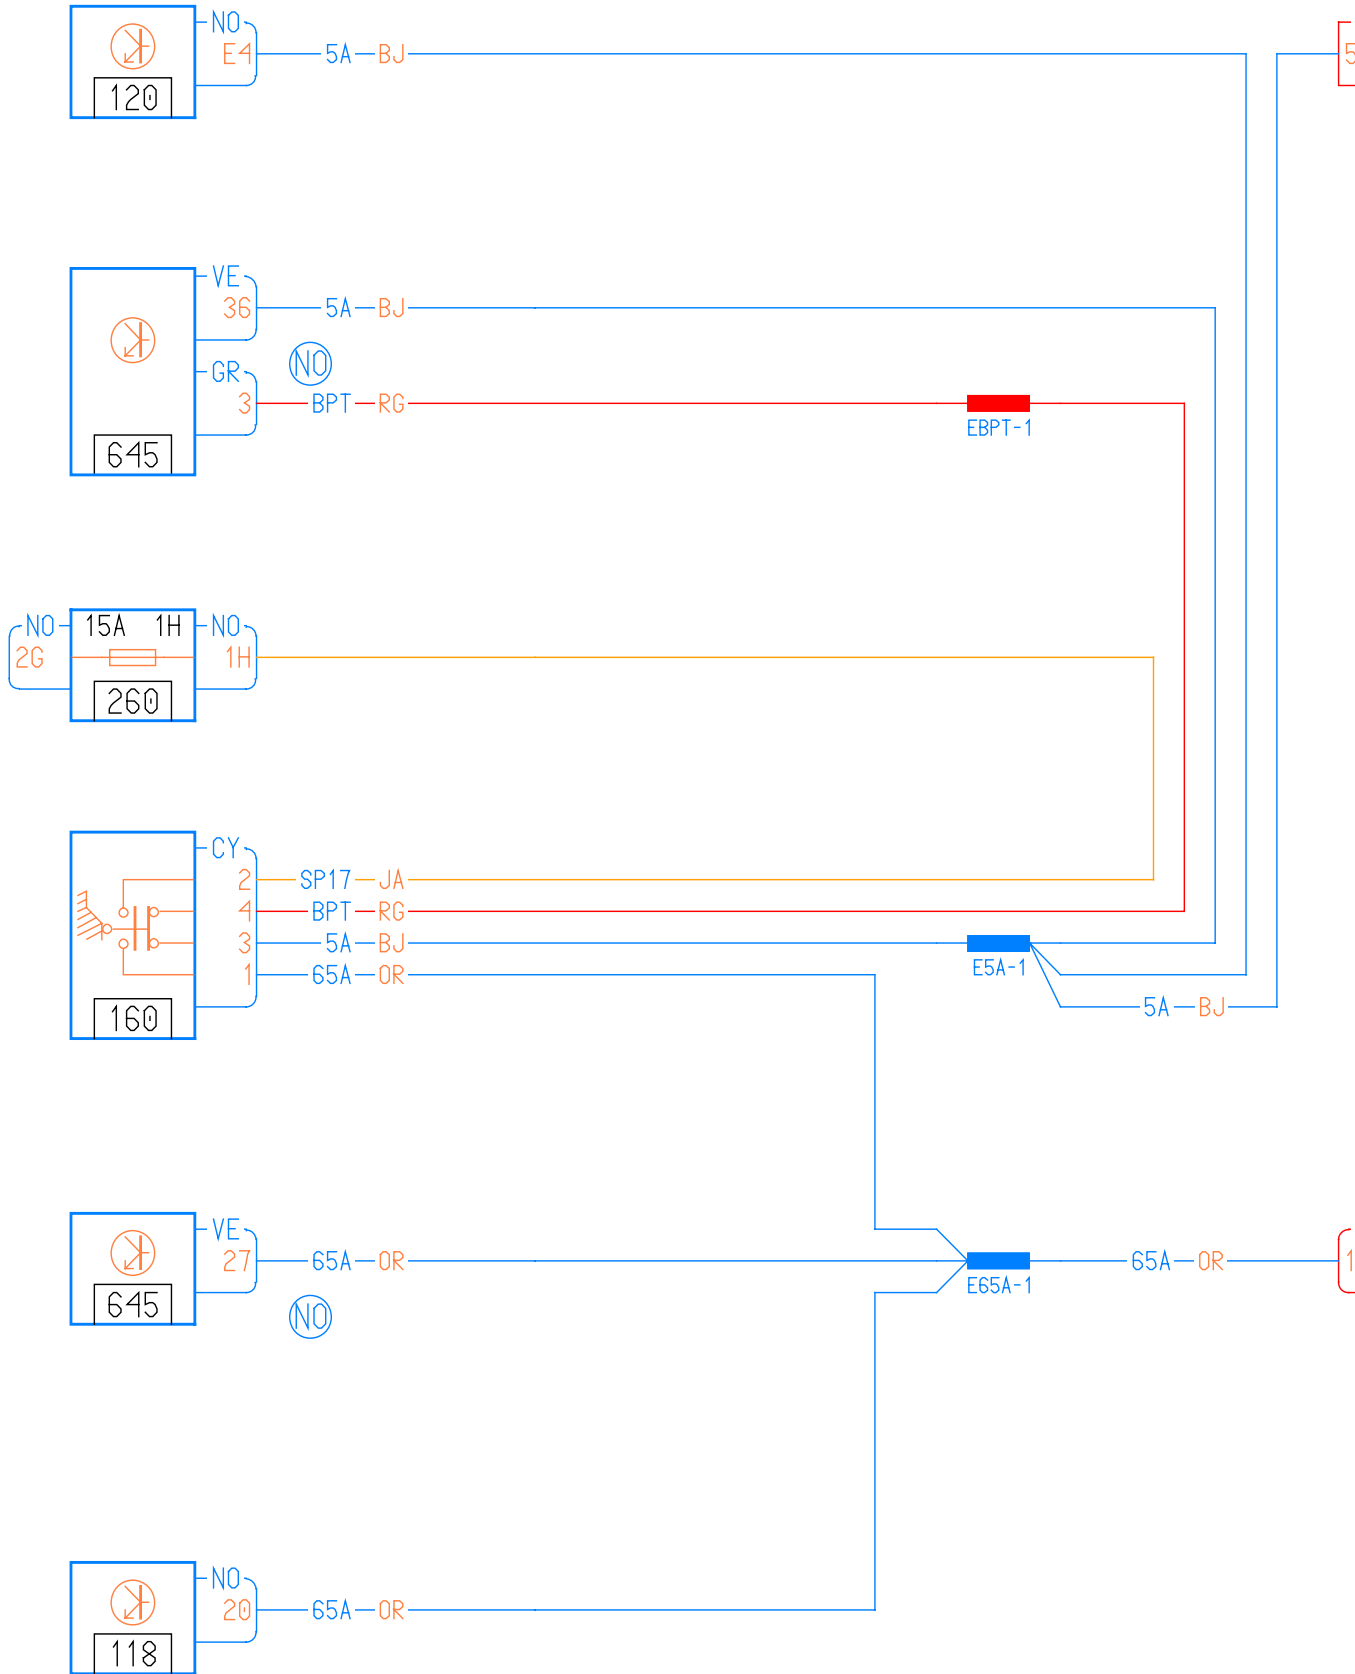 NO
E4 5A BJ 5
120
VE
36 5A BJ
NO
GR
3 BPT RG
EBPT-1
645
NO 15A 1H NO
2G 1H
260
CY
2 SP17 JA
4 BPT RG
3 5A BJ
E5A-1
1 65A OR
5A BJ
160
VE
27 65A OR 65A OR 1
E65A-1
645
NO
NO
20 65A OR
118